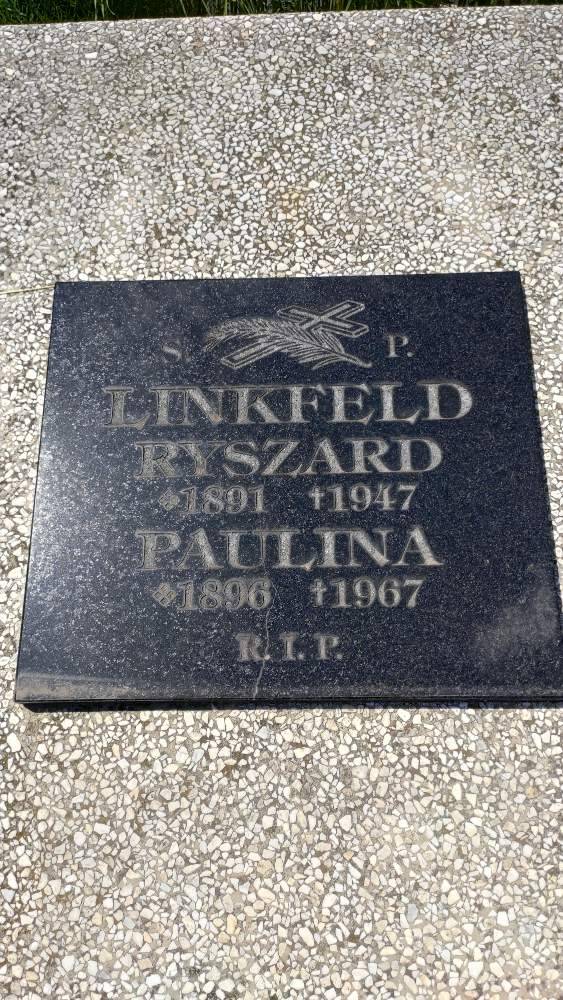 S. P.
LINKFELD
RYSZARD
*1891 †1947
PAULINA
*1896 †1967
R. I. P.